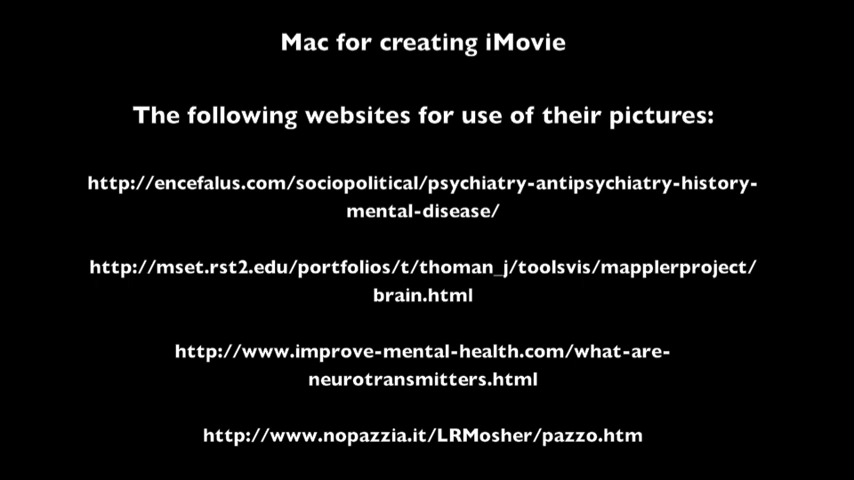 Mac for creating iMovie
The following websites for use of their pictures:
http://encefalus.com/sociopolitical/psychiatry-antipsychiatry-history-
mental-disease/
http://mset.rst2.edu/portfolios/t/thoman_j/toolsvis/mapplerproject/
brain.html
http://www.improve-mental-health.com/what-are-
neurotransmitters.html
http://www.nopazzia.it/LRMosher/pazzo.htm